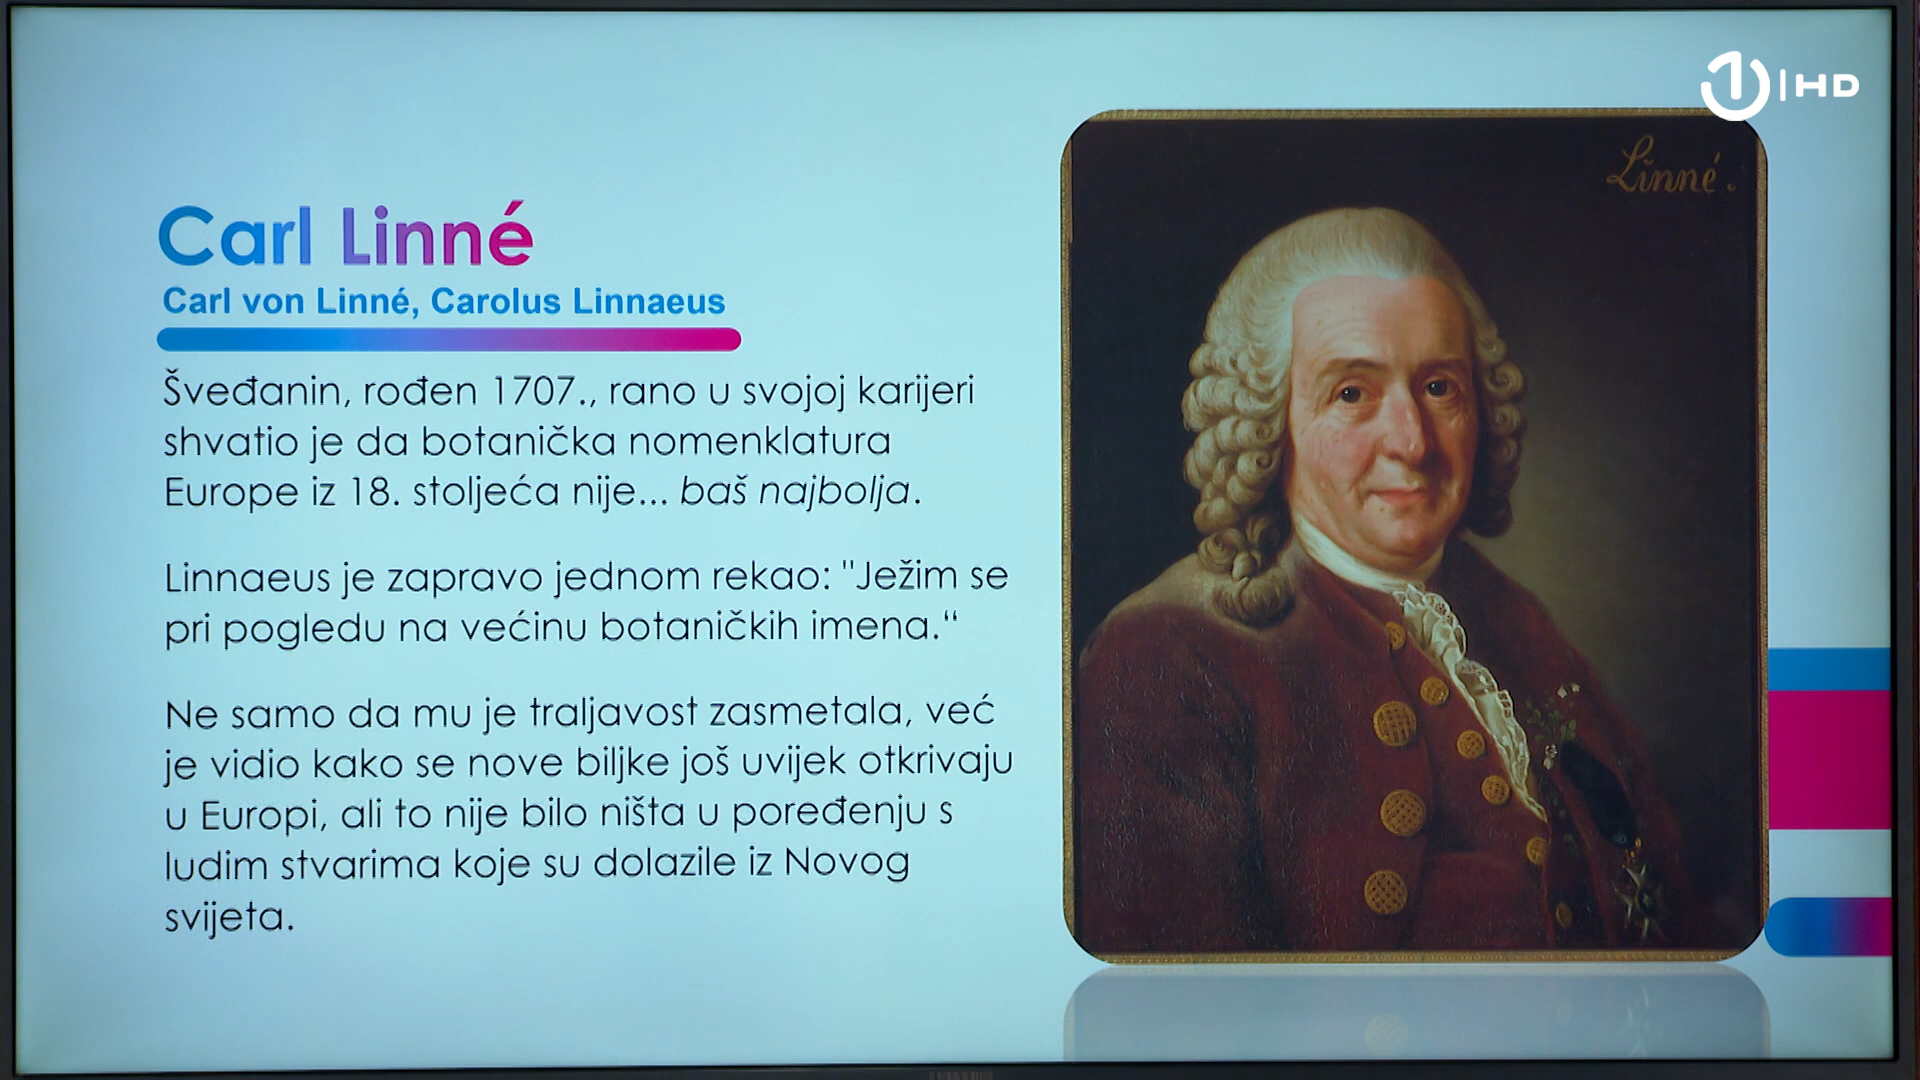 1 HD
Linné.
Carl Linné
Carl von Linné, Carolus Linnaeus
Šveđanin, rođen 1707., rano u svojoj karijeri
shvatio je da botanička nomenklatura
Europe iz 18. stoljeća nije... baš najbolja.
Linnaeus je zapravo jednom rekao: "Ježim se
pri pogledu na većinu botaničkih imena.“
Ne samo da mu je traljavost zasmetala, već
je vidio kako se nove biljke još uvijek otkrivaju
u Europi, ali to nije bilo ništa u poređenju s
ludim stvarima koje su dolazile iz Novog
svijeta.